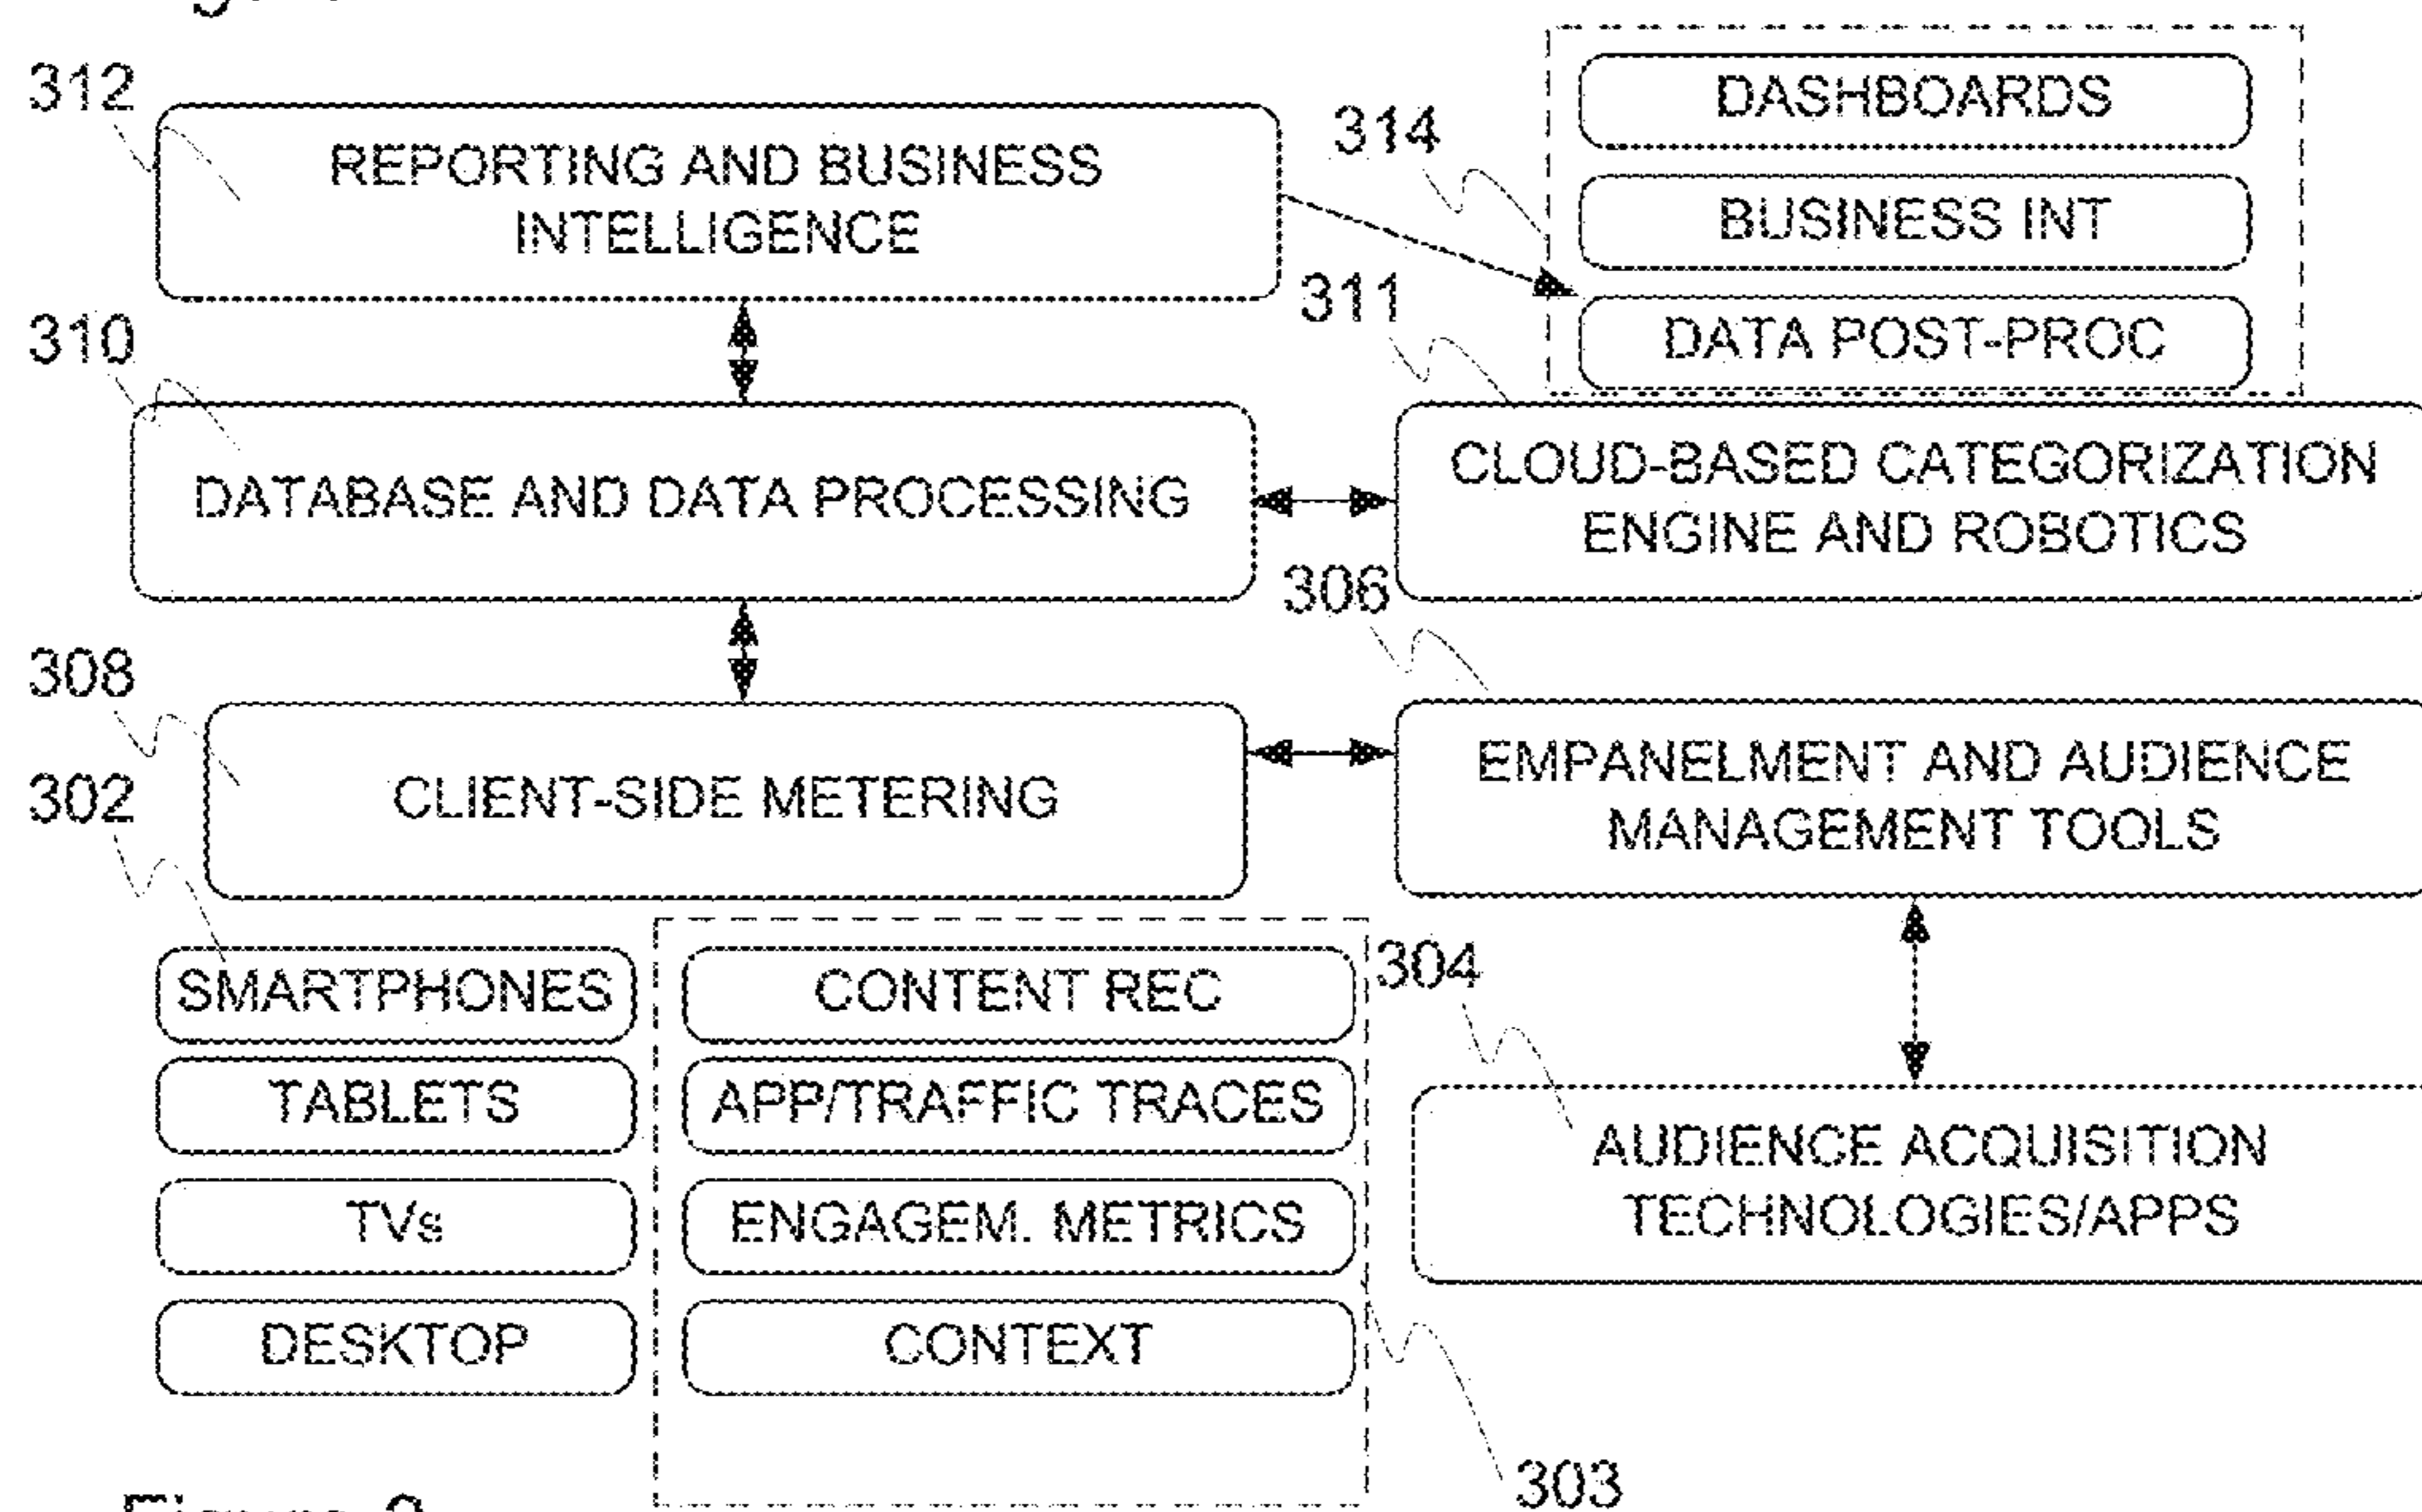 312
REPORTING AND BUSINESS
INTELLIGENCE
314
DASHBOARDS
BUSINESS INT
DATA POST-PROC
310
DATABASE AND DATA PROCESSING
311
CLOUD-BASED CATEGORIZATION
ENGINE AND ROBOTICS
308
CLIENT-SIDE METERING
306
EMPANELMENT AND AUDIENCE
MANAGEMENT TOOLS
302
SMARTPHONES
TABLETS
TVs
DESKTOP
CONTENT REC
APP/TRAFFIC TRACES
ENGAGEM. METRICS
CONTEXT
303
304
AUDIENCE ACQUISITION
TECHNOLOGIES/APPS